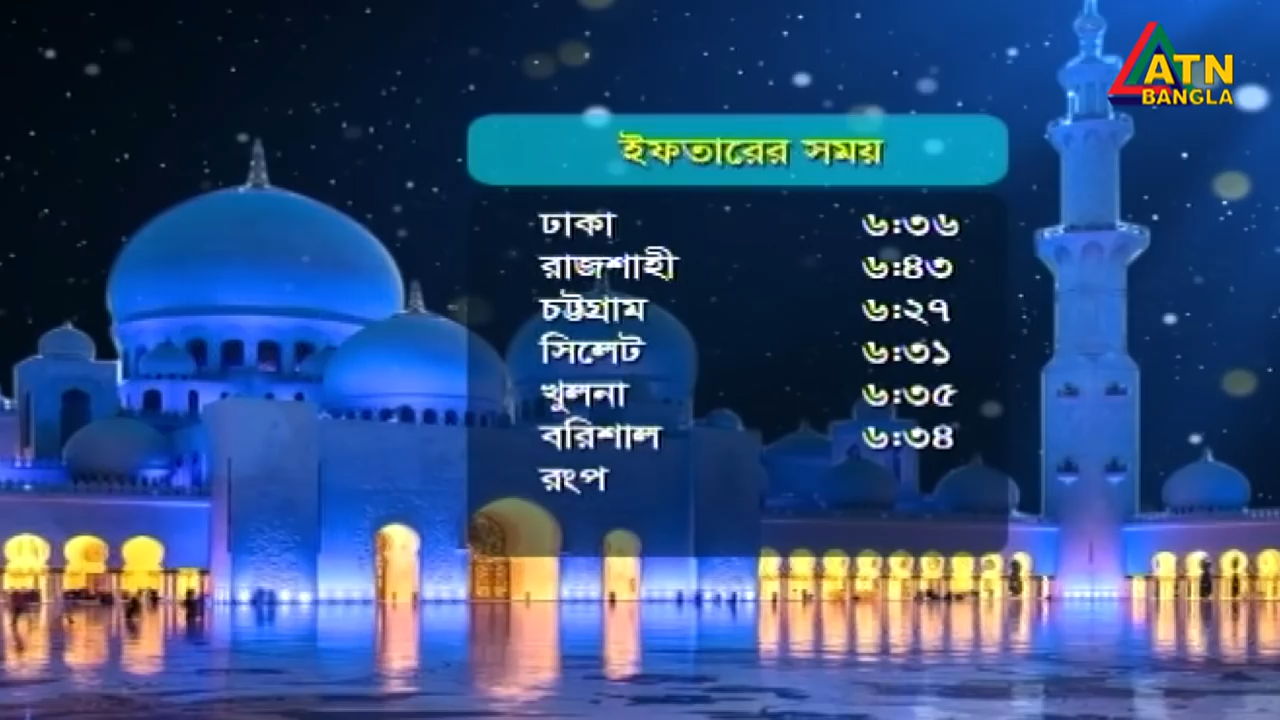 ATN
BANGLA
ইফতারের সময়
ঢাকা ৬:৩৬
রাজশাহী ৬:৪৩
চট্টগ্রাম ৬:২৭
সিলেট ৬:৩১
খুলনা ৬:৩৫
বরিশাল ৬:৩৪
রংপ